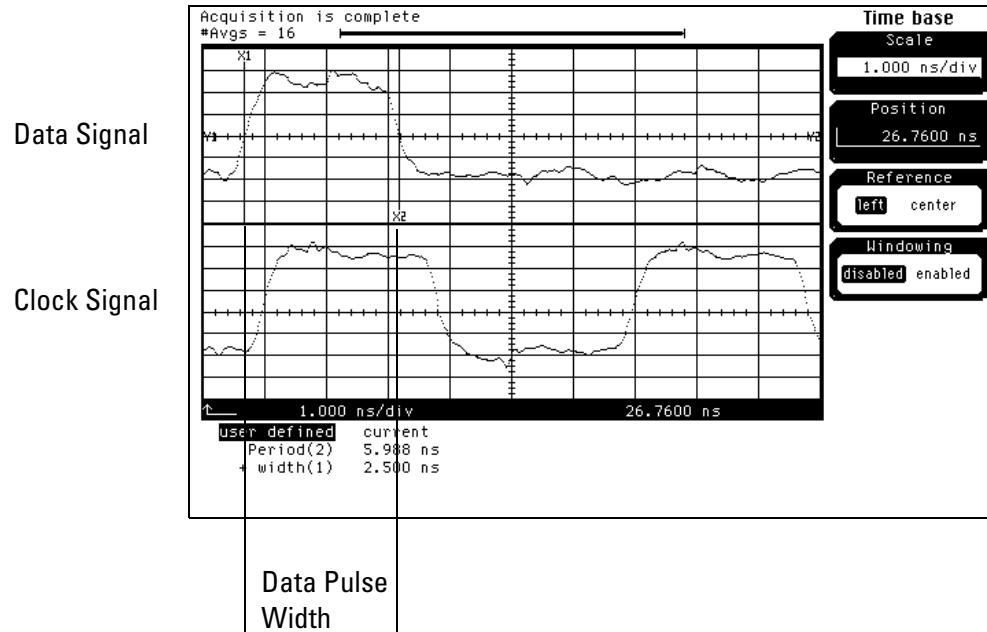 Acquisition is complete
#Avgs = 16
X1
Data Signal
Y1
Y2
X2
Clock Signal
1.000 ns/div
26.7600 ns
user defined
current
Period(2)
5.988 ns
+ width(1)
2.500 ns
Time base
Scale
1.000 ns/div
Position
26.7600 ns
Reference
left
center
Windowing
disabled
enabled
Data Pulse
Width